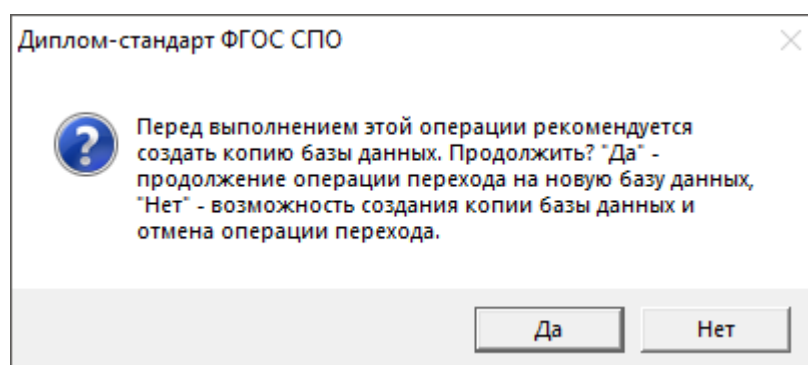 Диплом-стандарт ФГОС СПО
Перед выполнением этой операции рекомендуется
создать копию базы данных. Продолжить? "Да" -
продолжение операции перехода на новую базу данных,
"Нет" - возможность создания копии базы данных и
отмена операции перехода.
Да
Нет